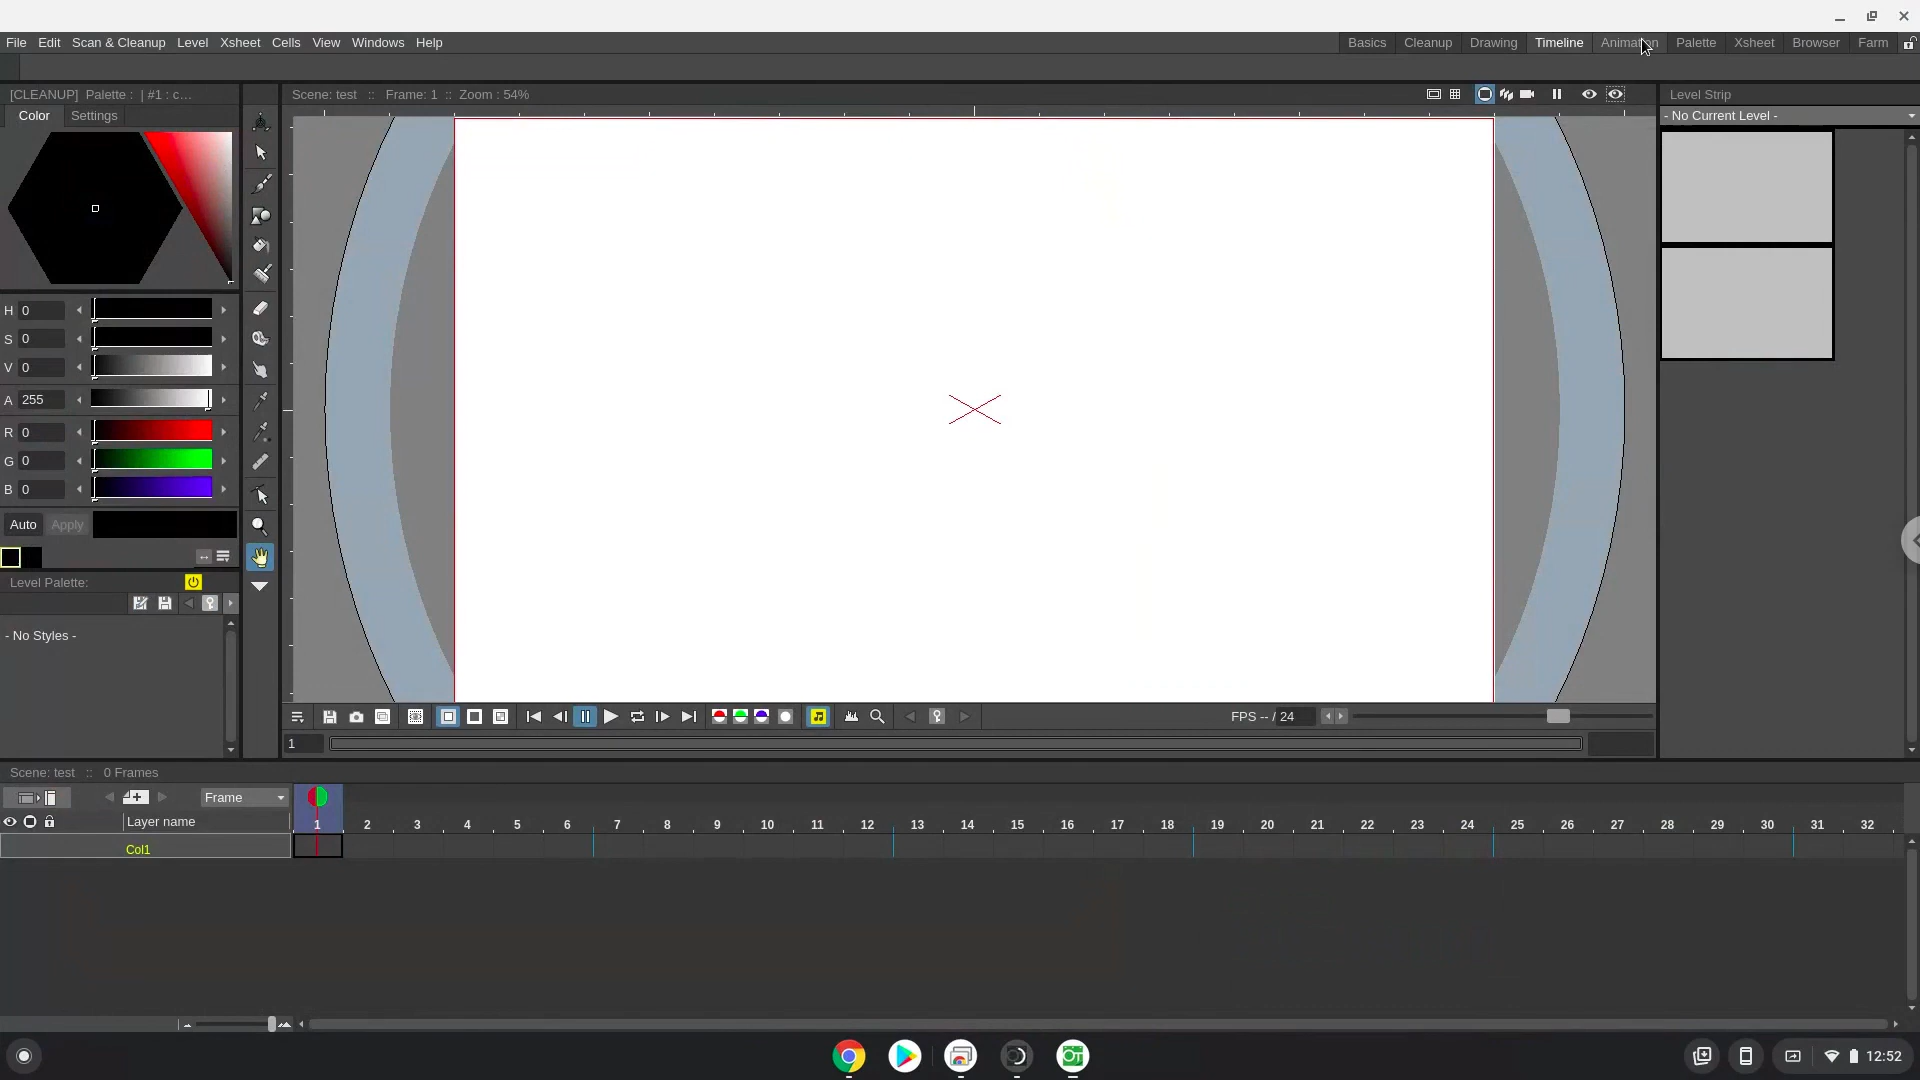 File Edit Scan & Cleanup Level Xsheet Cells View Windows Help
Basics Cleanup Drawing Timeline Animation Palette Xsheet Browser Farm
[CLEANUP] Palette : | #1 : c...
Color Settings
H 0
S 0
V 0
A 255
R 0
G 0
B 0
Auto Apply
Level Palette:
- No Styles -
Scene: test :: Frame: 1 :: Zoom : 54%
FPS -- / 24
1
Level Strip
- No Current Level -
Scene: test :: 0 Frames
Frame
Layer name
1 2 3 4 5 6 7 8 9 10 11 12 13 14 15 16 17 18 19 20 21 22 23 24 25 26 27 28 29 30 31 32
Col1
12:52